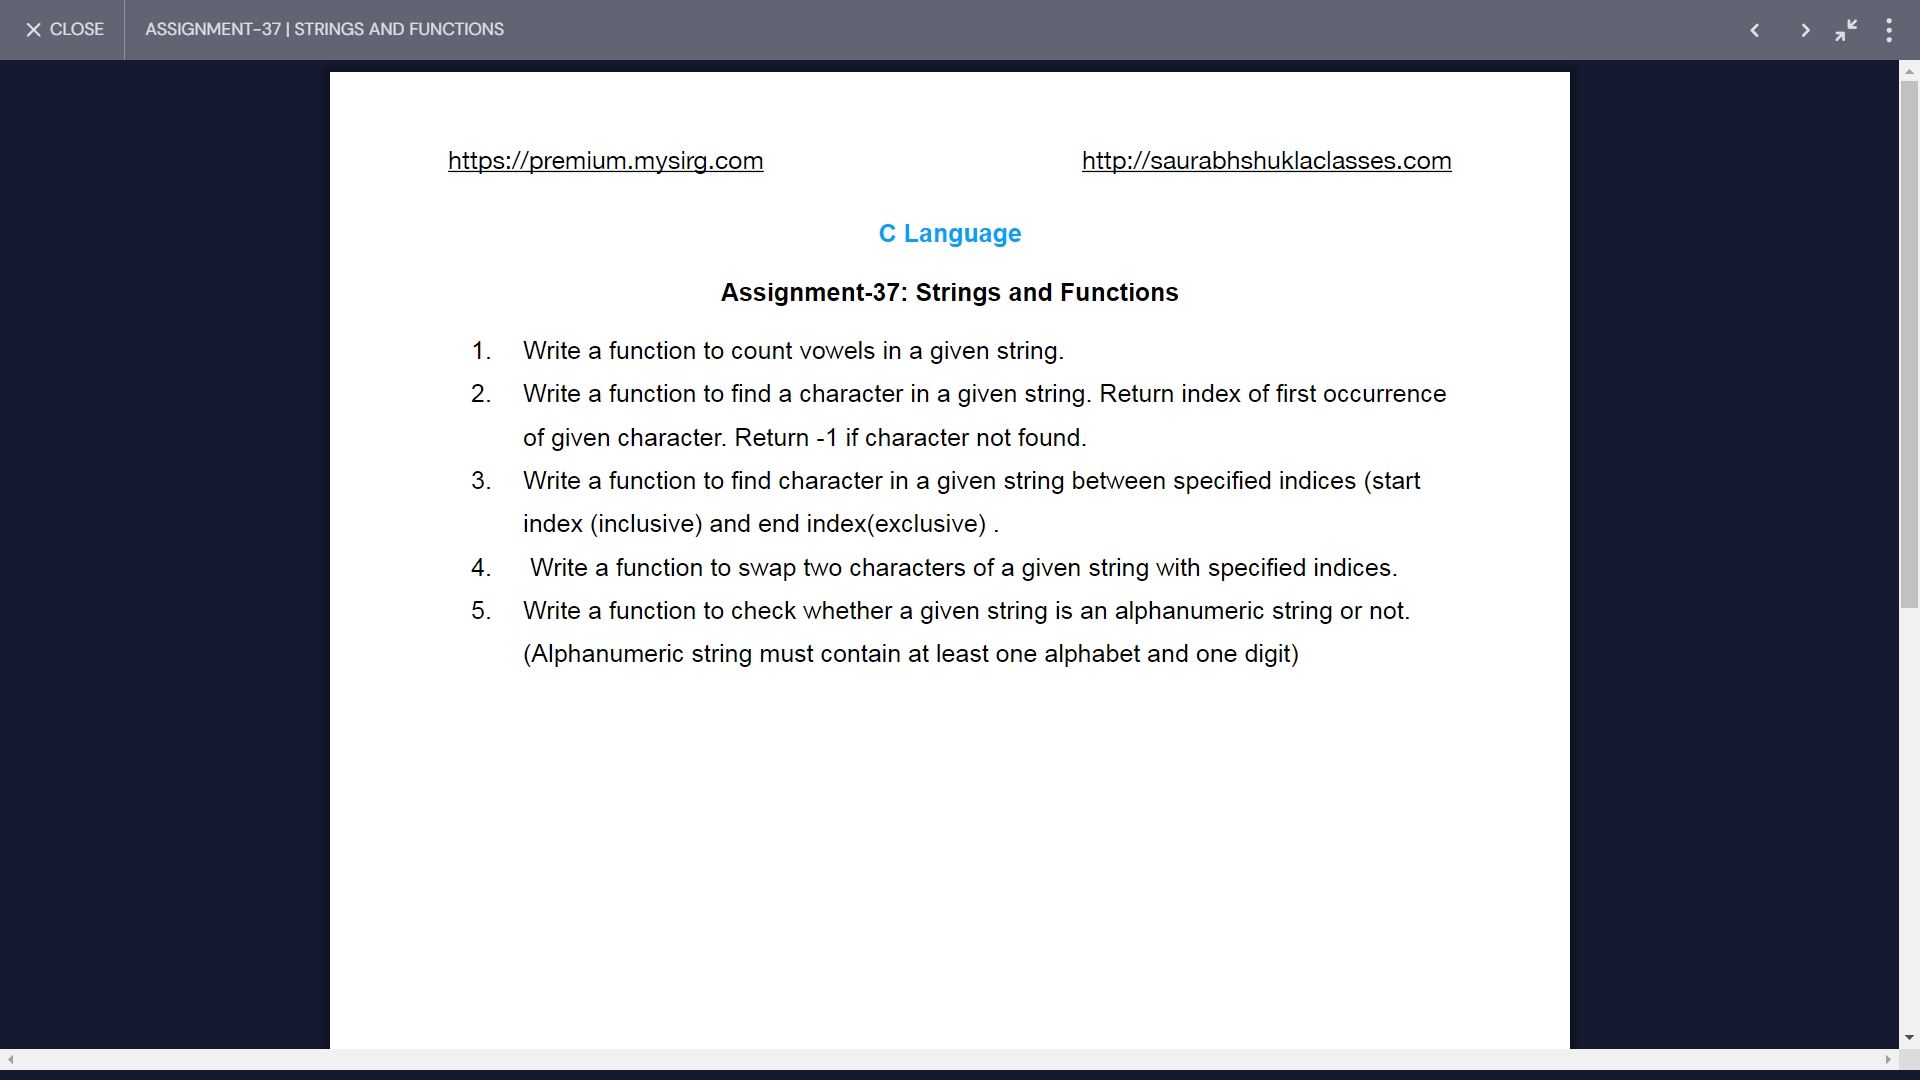 CLOSE
ASSIGNMENT-37 | STRINGS AND FUNCTIONS
https://premium.mysirg.com
http://saurabhshuklaclasses.com
C Language
Assignment-37: Strings and Functions
1. Write a function to count vowels in a given string.
2. Write a function to find a character in a given string. Return index of first occurrence
of given character. Return -1 if character not found.
3. Write a function to find character in a given string between specified indices (start
index (inclusive) and end index(exclusive) .
4. Write a function to swap two characters of a given string with specified indices.
5. Write a function to check whether a given string is an alphanumeric string or not.
(Alphanumeric string must contain at least one alphabet and one digit)